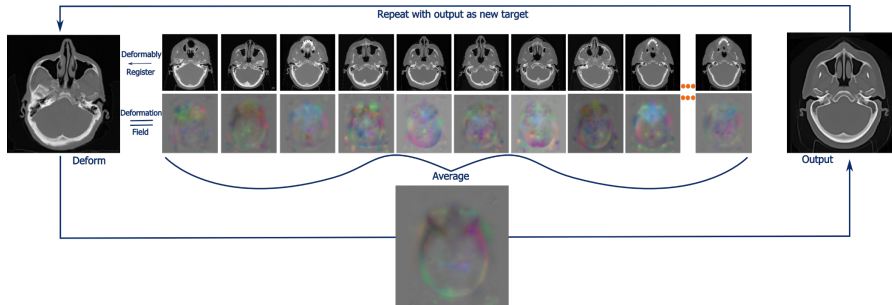 Repeat with output as new target
Deformably
Register
Deformation
Field
Deform
Output
Average